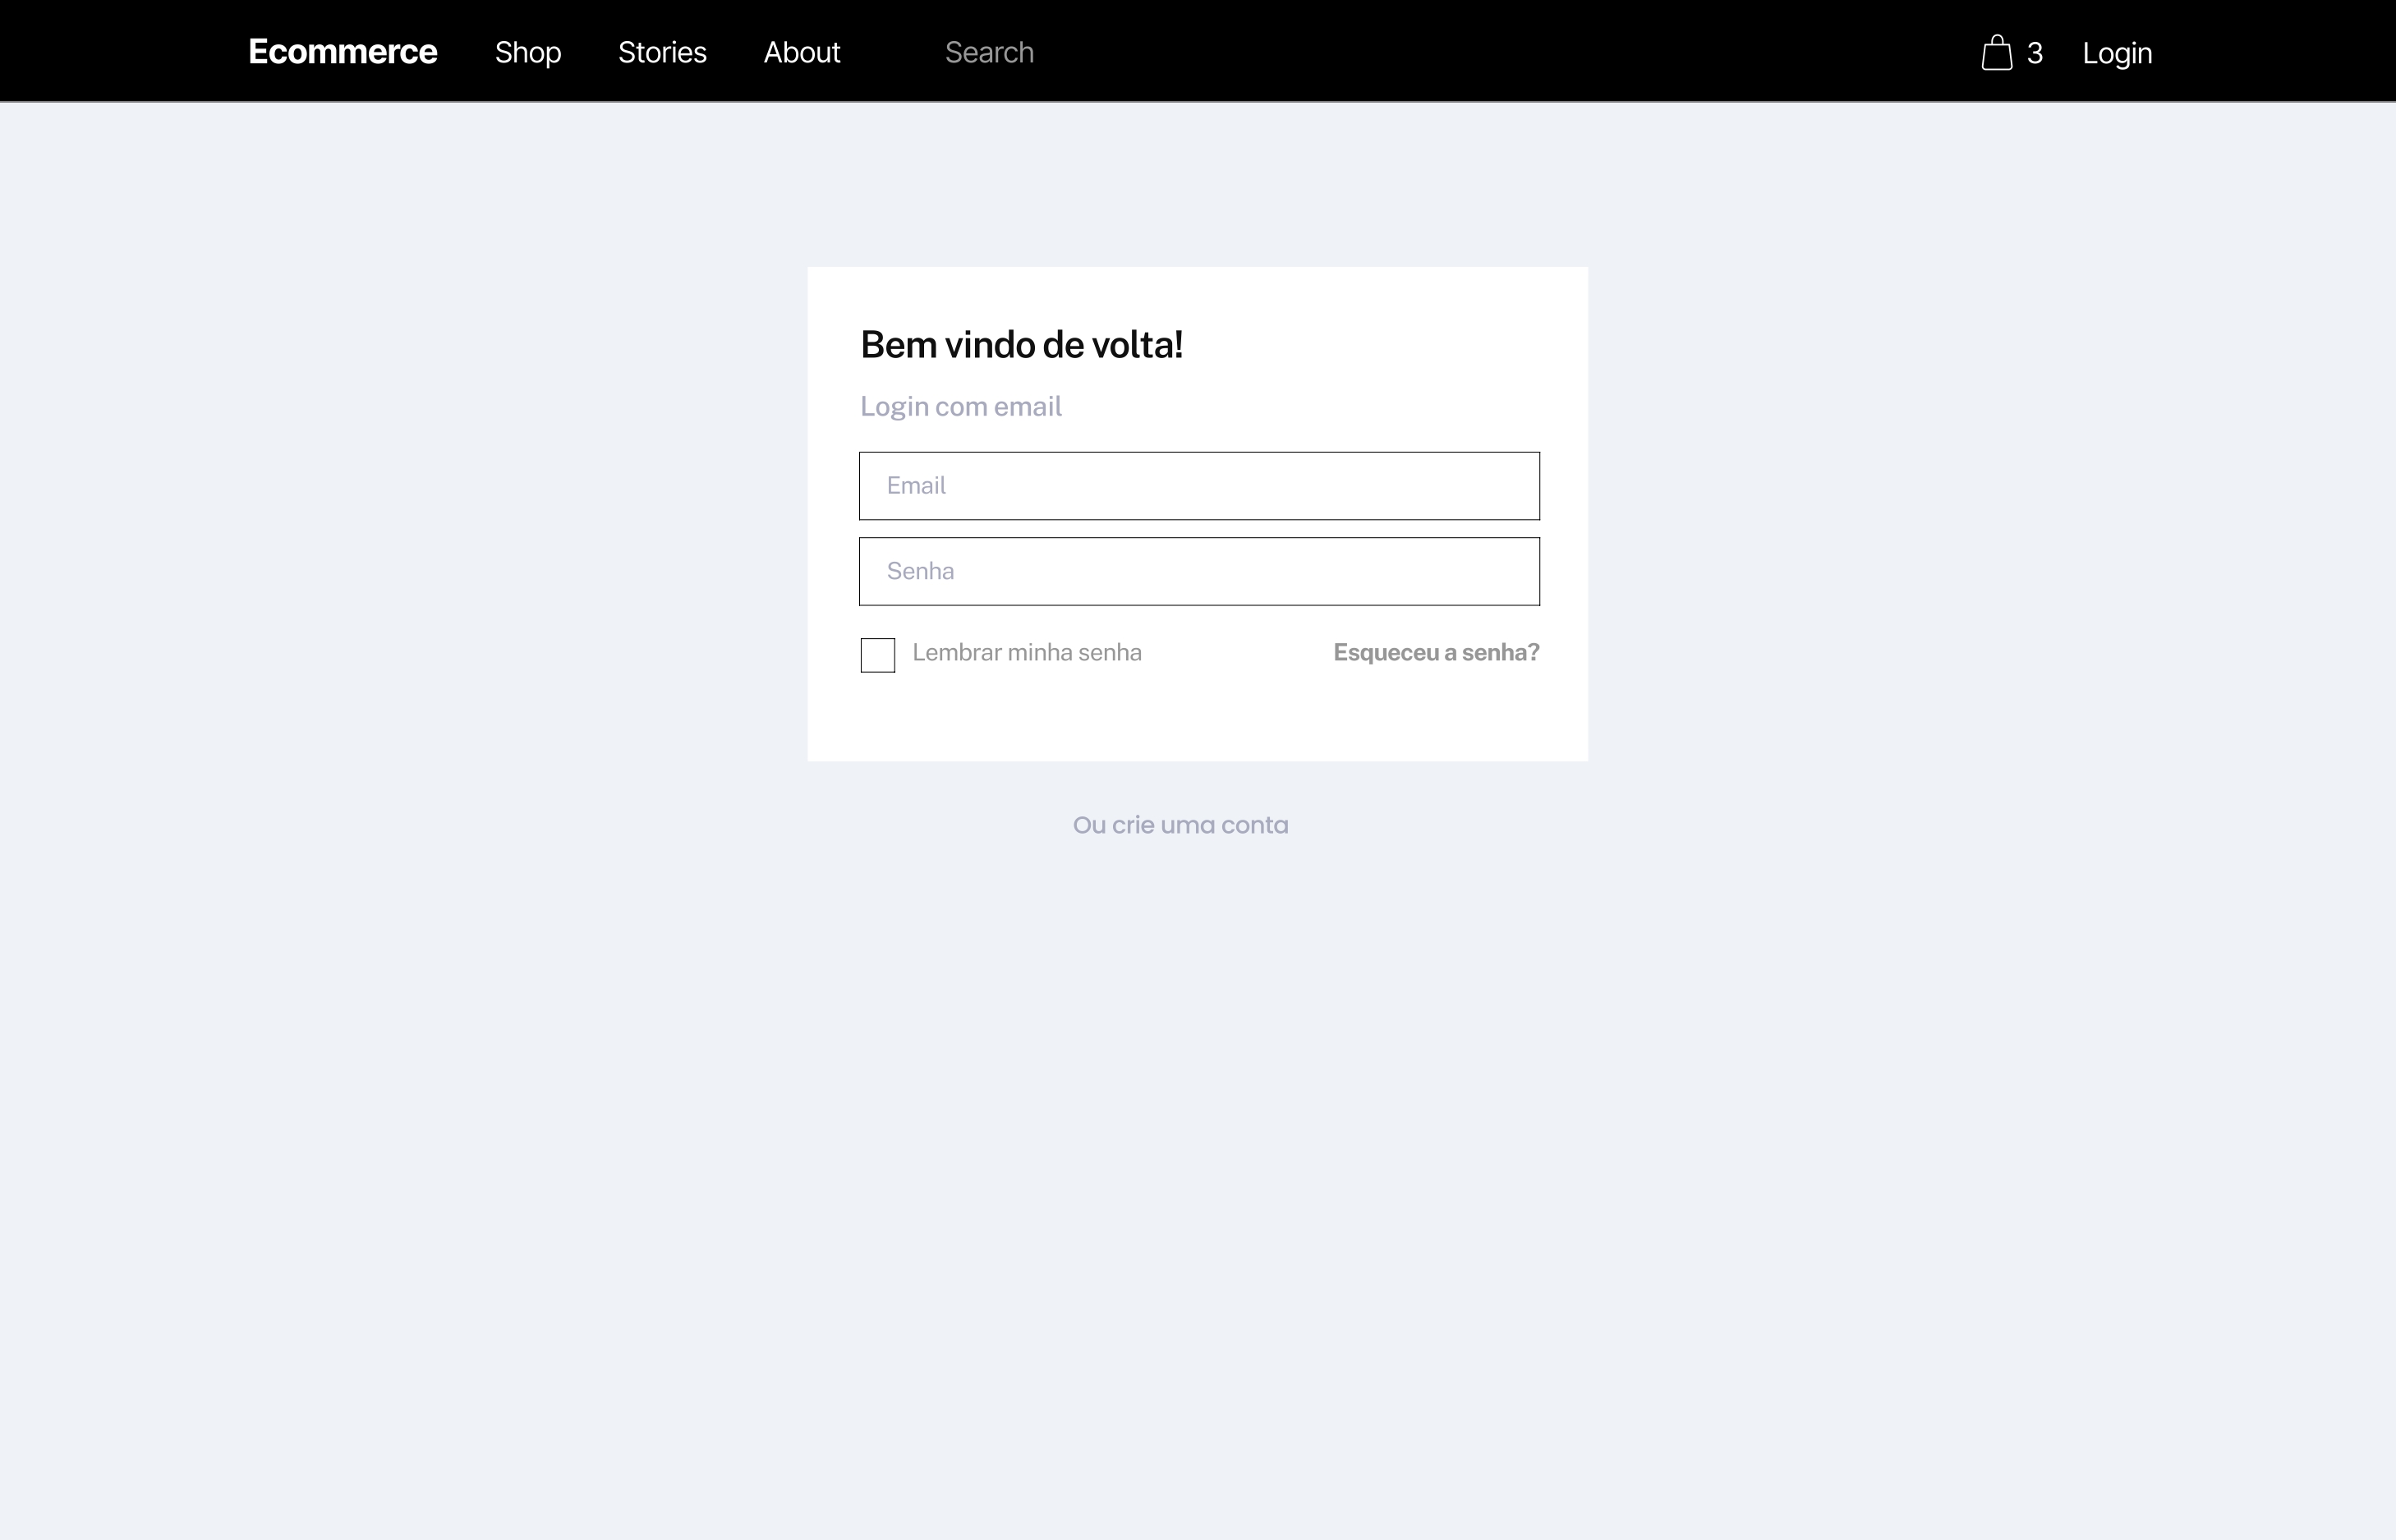 Ecommerce Shop Stories About Search 3 Login
Bem vindo de volta!
Login com email
Email
Senha
Lembrar minha senha Esqueceu a senha?
Ou crie uma conta